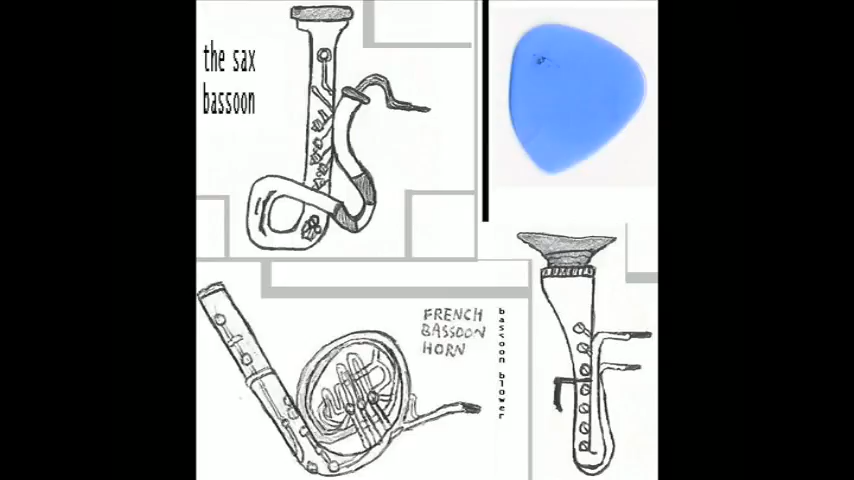 the sax
bassoon
FRENCH
BASSOON
HORN
bassoon blower